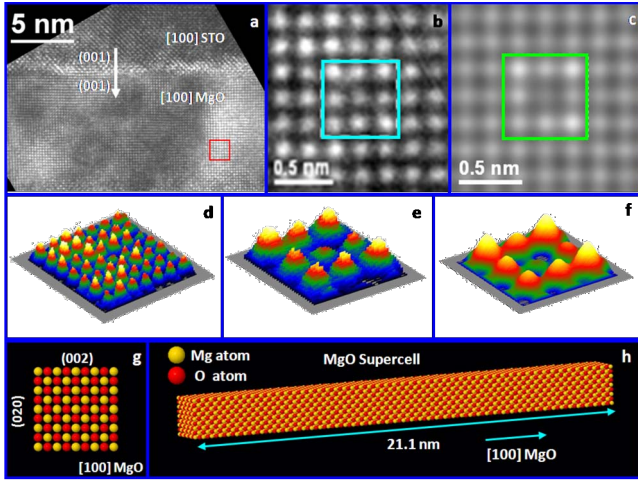 5 nm
a
[100] STO
(001)
(001)
[100] MgO
b
0.5 nm
c
0.5 nm
d
e
f
(002)
g
(020)
[100] MgO
Mg atom
O atom
MgO Supercell
h
21.1 nm
[100] MgO